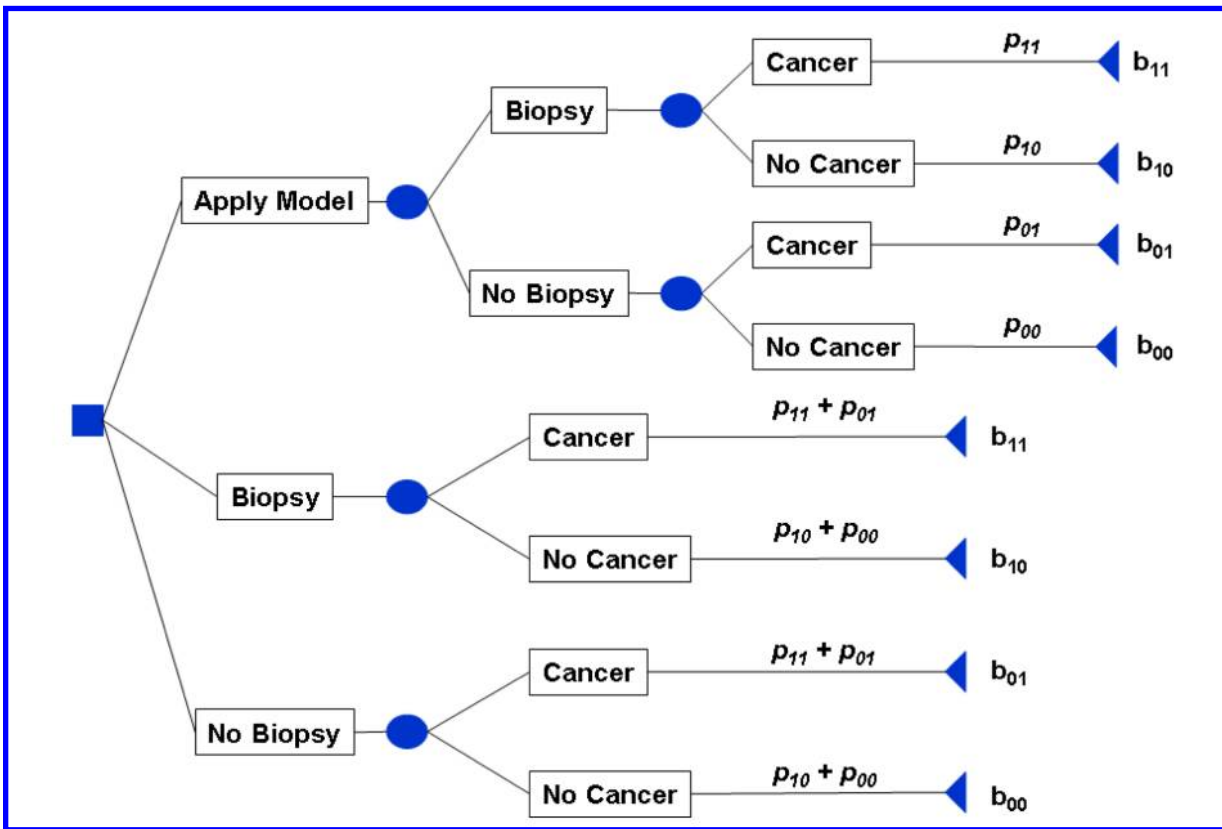 Cancer p₁₁ b₁₁
Biopsy
No Cancer p₁₀ b₁₀
Apply Model
Cancer p₀₁ b₀₁
No Biopsy
No Cancer p₀₀ b₀₀
Cancer p₁₁ + p₀₁ b₁₁
Biopsy
No Cancer p₁₀ + p₀₀ b₁₀
Cancer p₁₁ + p₀₁ b₀₁
No Biopsy
No Cancer p₁₀ + p₀₀ b₀₀